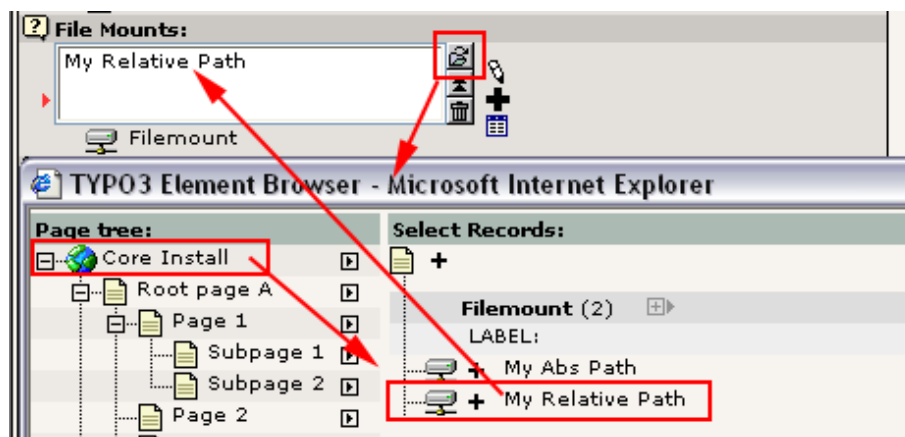 File Mounts:
My Relative Path
Filemount
TYPO3 Element Browser - Microsoft Internet Explorer
Page tree:
Select Records:
Core Install
Root page A
Filemount (2)
Page 1
LABEL:
Subpage 1
My Abs Path
Subpage 2
My Relative Path
Page 2